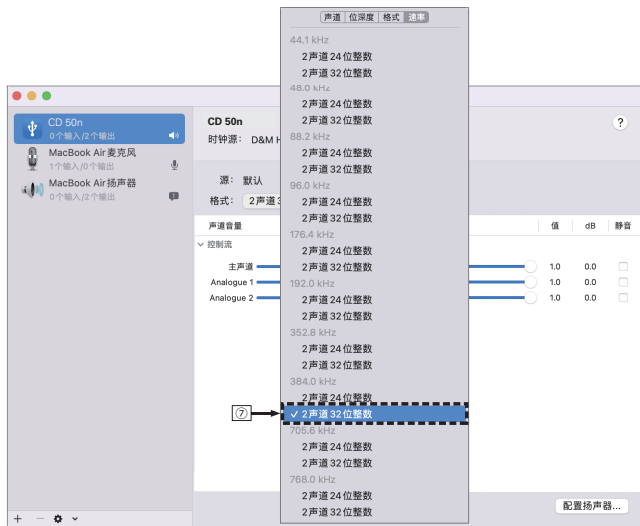 声道 位深度 格式 速率
44.1 kHz
2声道24位整数
2声道32位整数
48.0 kHz
2声道24位整数
2声道32位整数
88.2 kHz
2声道24位整数
2声道32位整数
96.0 kHz
2声道24位整数
2声道32位整数
176.4 kHz
2声道24位整数
2声道32位整数
192.0 kHz
2声道24位整数
2声道32位整数
352.8 kHz
2声道24位整数
2声道32位整数
384.0 kHz
2声道24位整数
⑦ ✓ 2声道32位整数
705.6 kHz
2声道24位整数
2声道32位整数
768.0 kHz
2声道24位整数
2声道32位整数
CD 50n
0个输入/2个输出
MacBook Air麦克风
1个输入/0个输出
MacBook Air扬声器
0个输入/2个输出
CD 50n ?
时钟源： D&M H
源： 默认
格式： 2声道3
声道音量 值 dB 静音
控制流
主声道 1.0 0.0
Analogue 1 1.0 0.0
Analogue 2 1.0 0.0
配置扬声器...